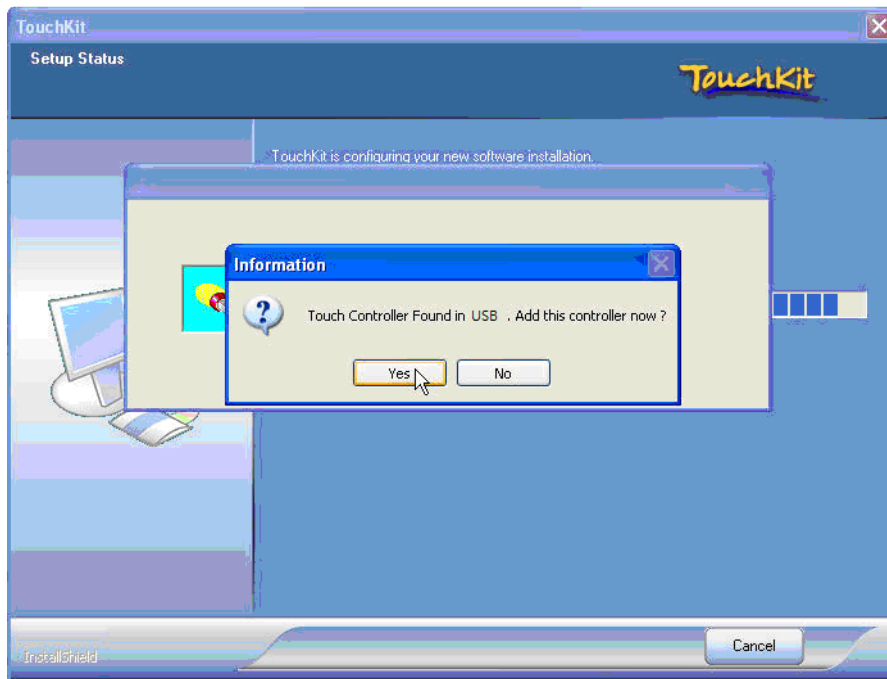 TouchKit
Setup Status
TouchKit
TouchKit is configuring your new software installation.
Information
Touch Controller Found in USB . Add this controller now ?
Yes
No
Cancel
InstallShield